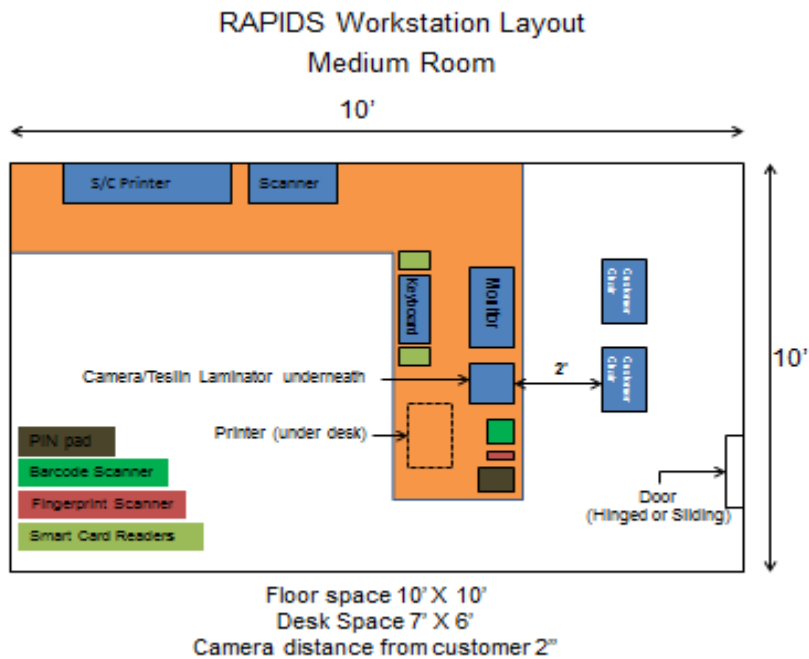 RAPIDS Workstation Layout
Medium Room
10’
S/C Printer
Scanner
Keyboard
Monitor
Customer
Chair
Customer
Chair
10’
Camera/Teslin Laminator underneath
2"
Printer (under desk)
PIN pad
Barcode Scanner
Fingerprint Scanner
Smart Card Readers
Door
(Hinged or Sliding)
Floor space 10’ X 10’
Desk Space 7’ X 6’
Camera distance from customer 2”